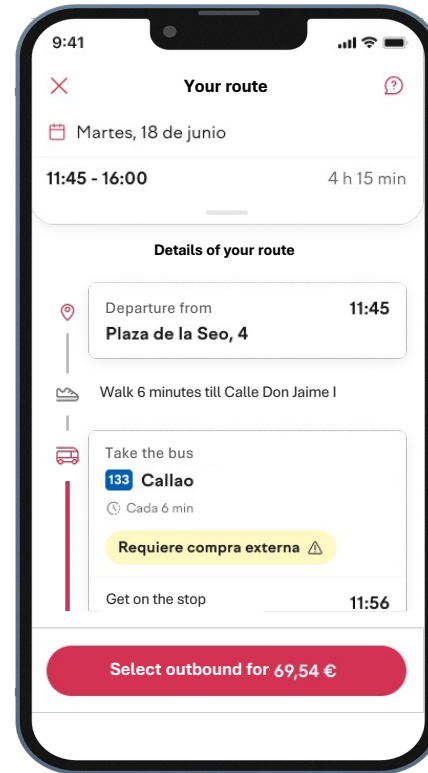 9:41
Your route
Martes, 18 de junio
11:45 - 16:00 4 h 15 min
Details of your route
Departure from 11:45
Plaza de la Seo, 4
Walk 6 minutes till Calle Don Jaime I
Take the bus
133 Callao
Cada 6 min
Requiere compra externa
Get on the stop 11:56
Select outbound for 69,54 €